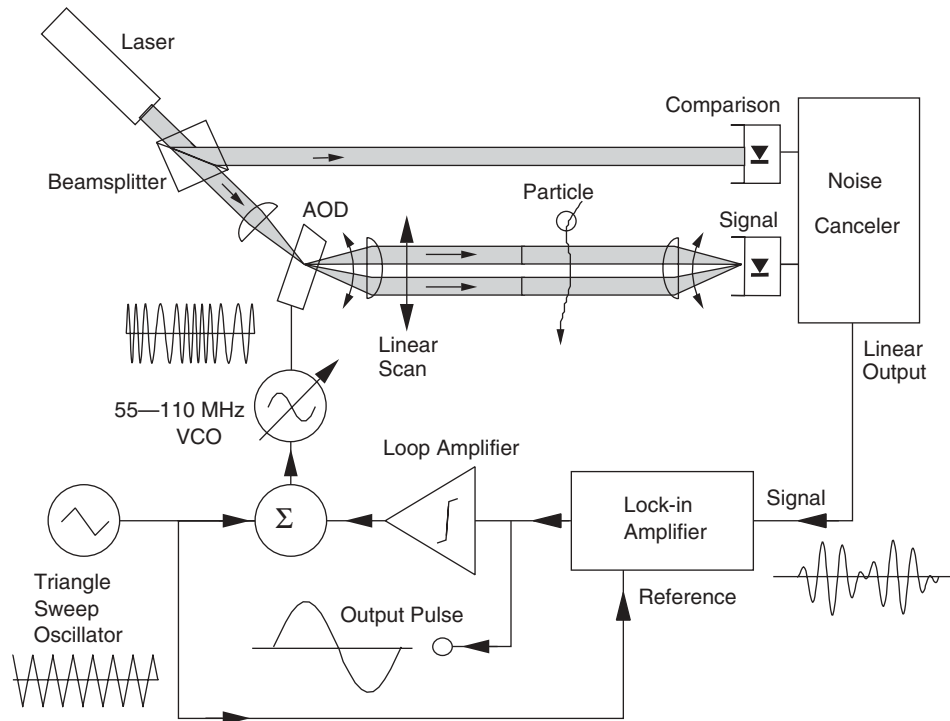 Laser
Beamsplitter
AOD
Comparison
Particle
Signal
Noise
Canceler
Linear
Scan
Linear
Output
55—110 MHz
VCO
Loop Amplifier
Σ
Lock-in
Amplifier
Signal
Triangle
Sweep
Oscillator
Output Pulse
Reference